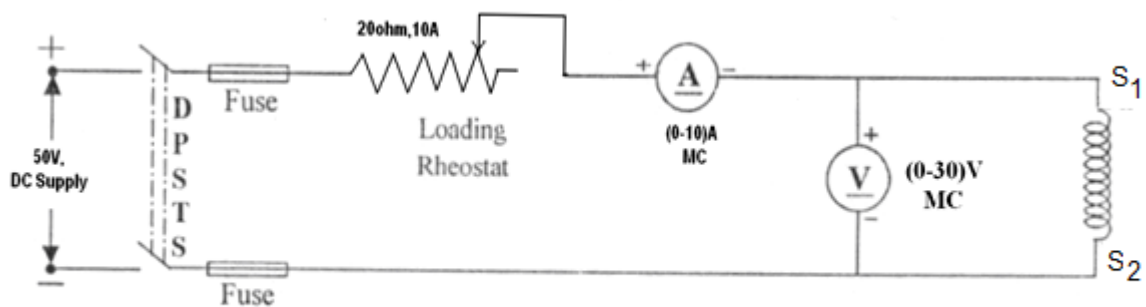 20ohm,10A
+
Fuse
+ A -
S1
D P S T S
Loading
Rheostat
(0-10)A
MC
+
50V,
DC Supply
V
(0-30)V
MC
-
-
Fuse
S2